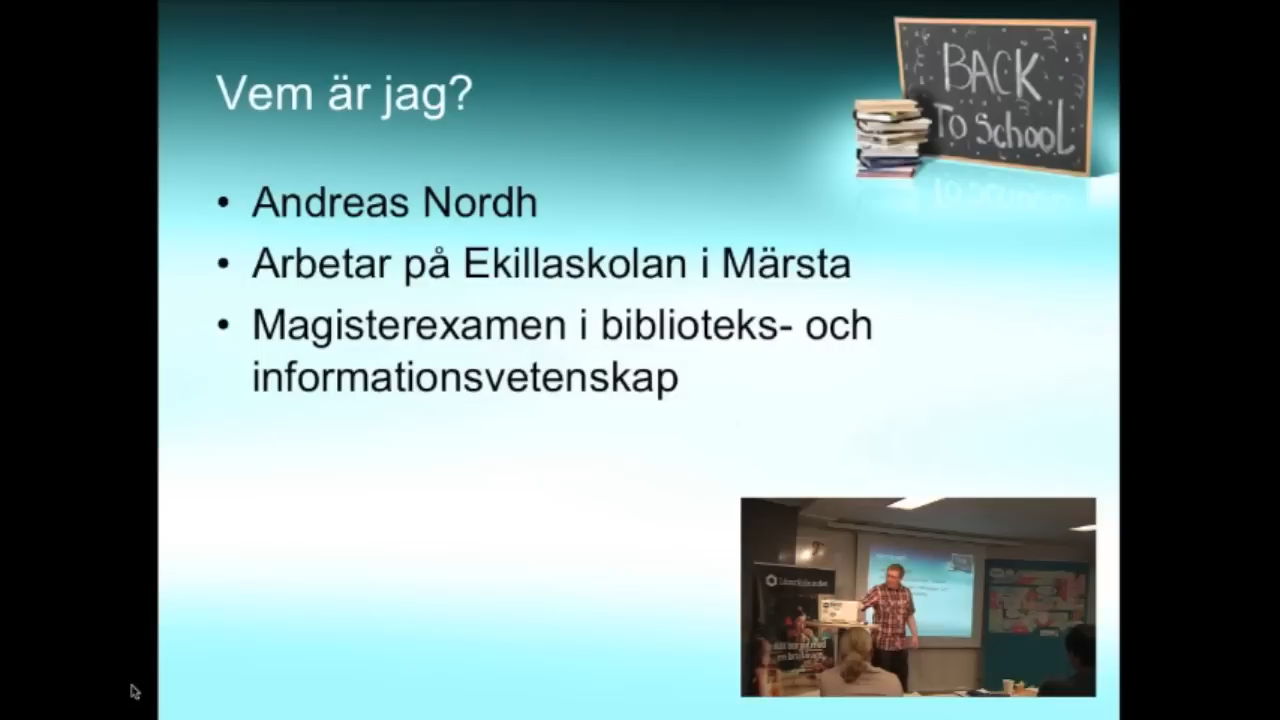 Vem är jag?
BACK
To School
• Andreas Nordh
• Arbetar på Ekillaskolan i Märsta
• Magisterexamen i biblioteks- och
informationsvetenskap